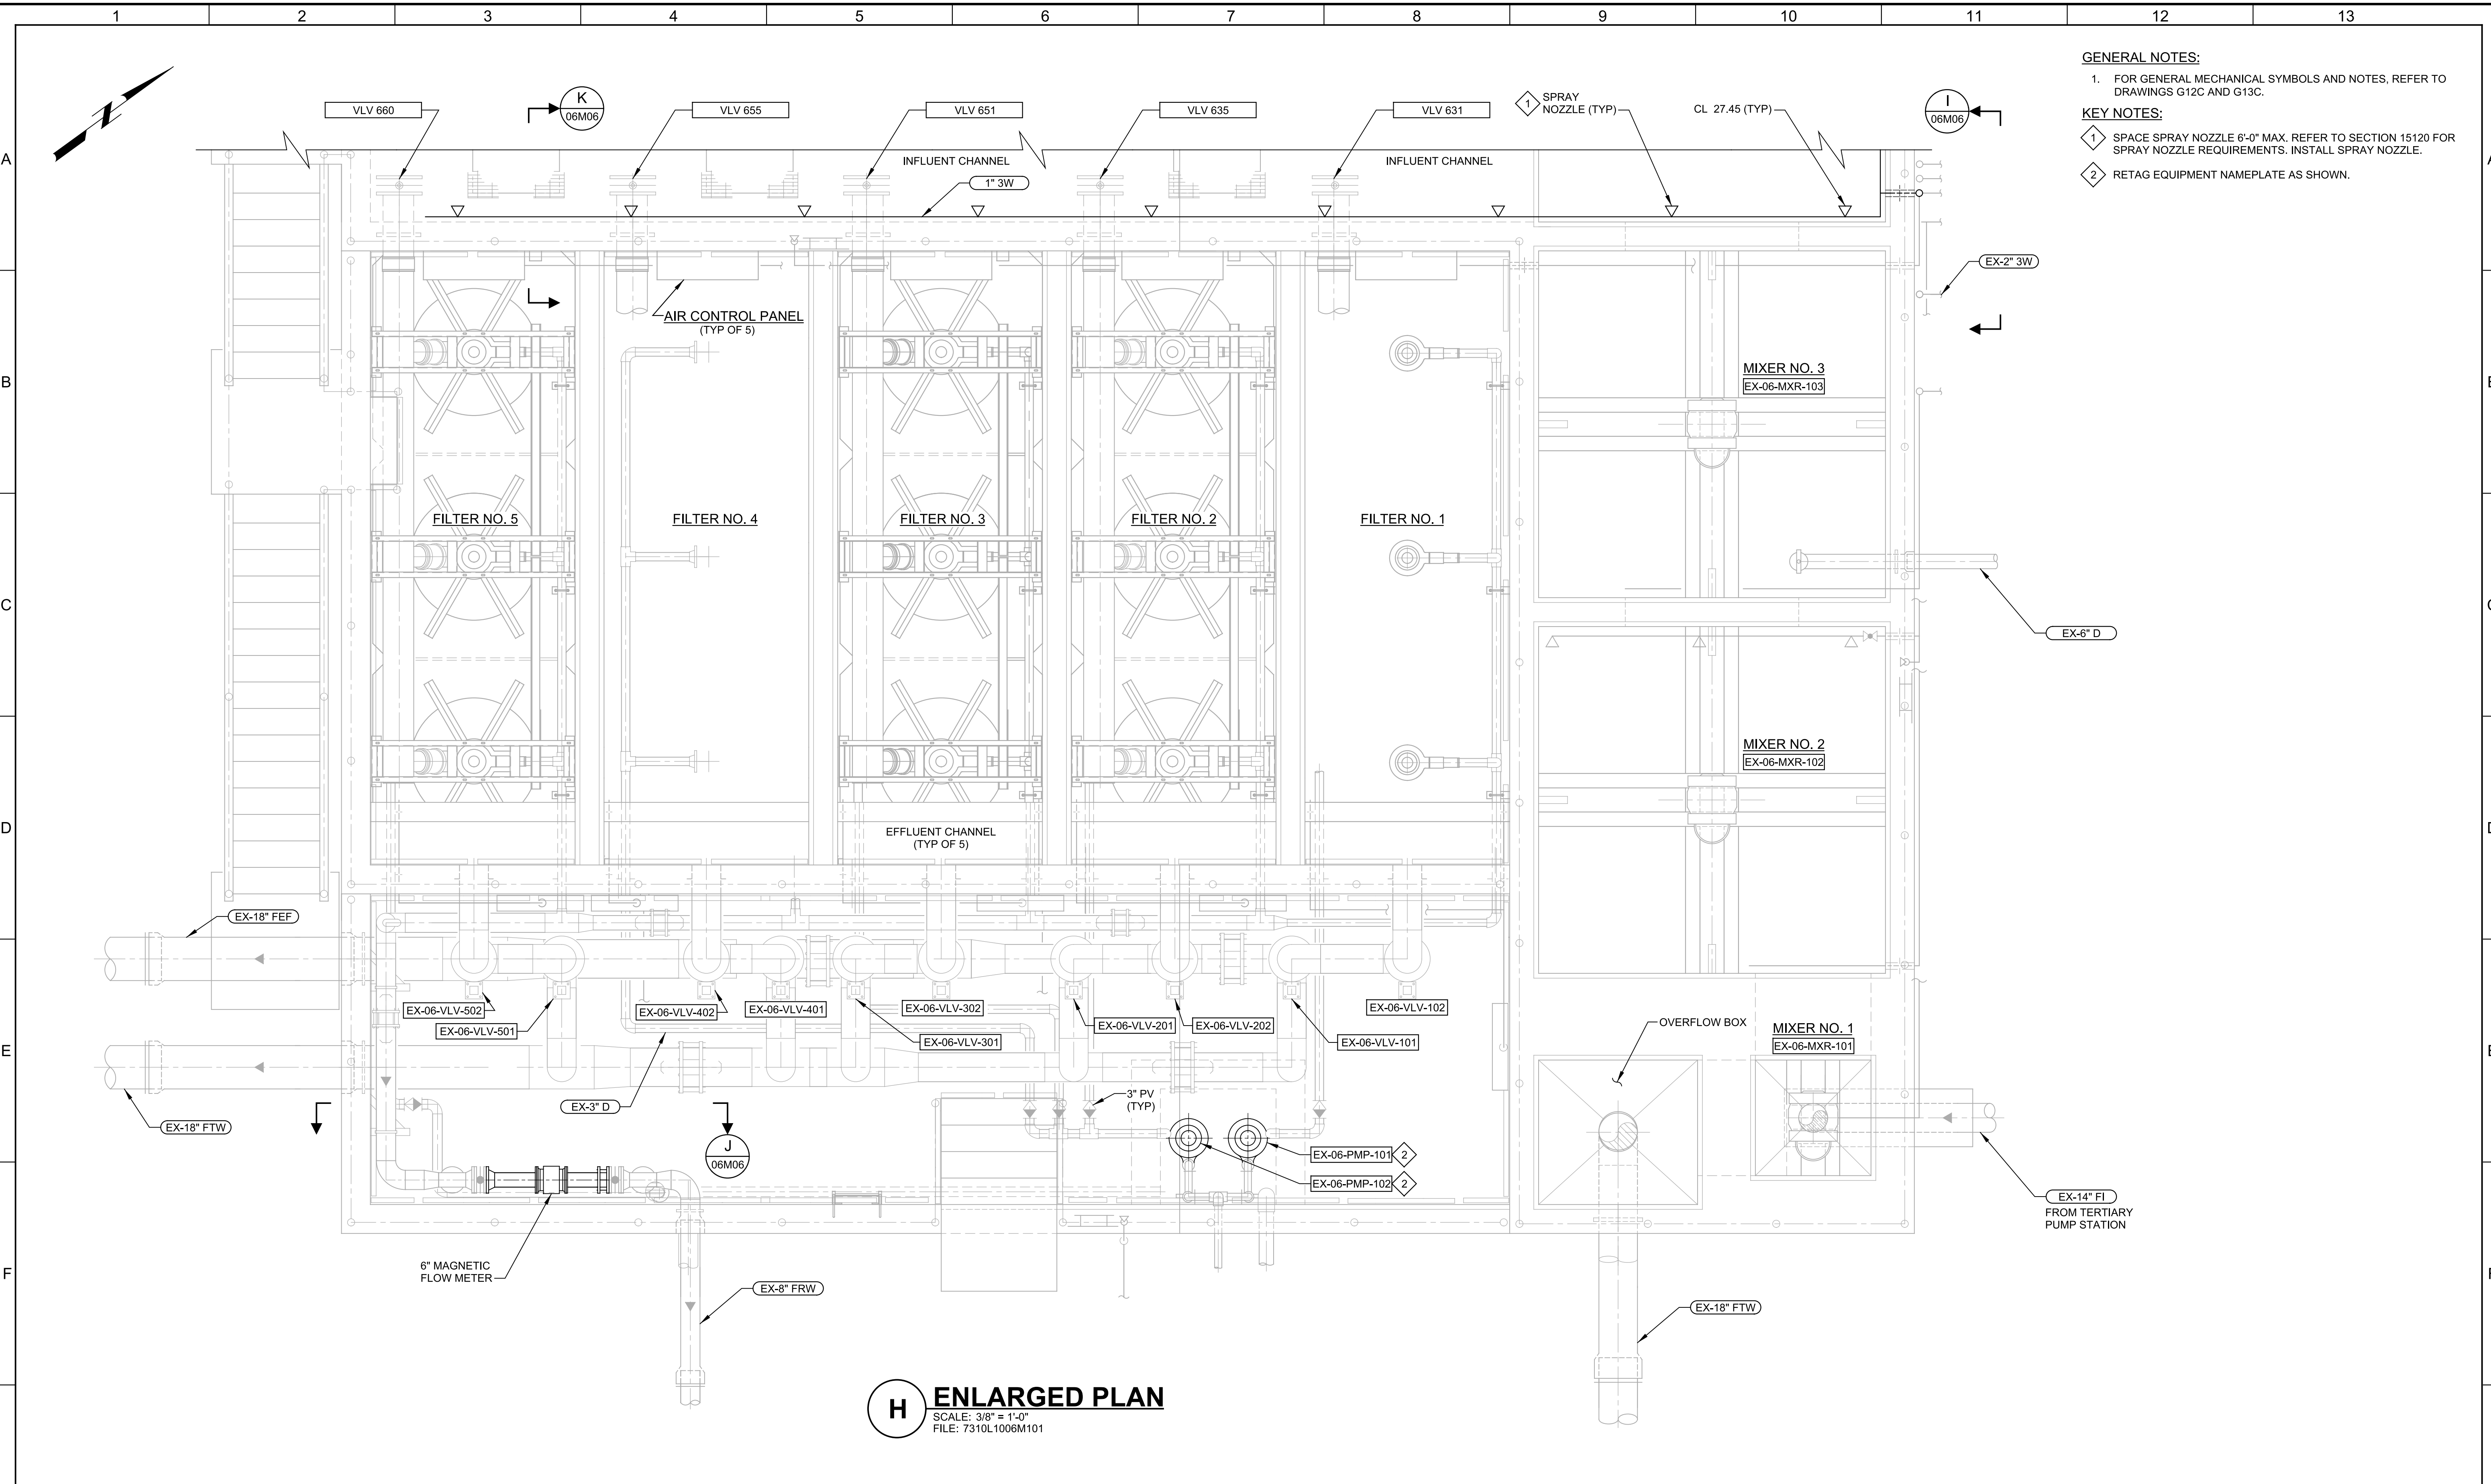 1 2 3 4 5 6 7 8 9 10 11 12 13
GENERAL NOTES:
1. FOR GENERAL MECHANICAL SYMBOLS AND NOTES, REFER TO
DRAWINGS G12C AND G13C.
KEY NOTES:
1 SPACE SPRAY NOZZLE 6'-0" MAX. REFER TO SECTION 15120 FOR
SPRAY NOZZLE REQUIREMENTS. INSTALL SPRAY NOZZLE.
2 RETAG EQUIPMENT NAMEPLATE AS SHOWN.
VLV 660
K
06M06
VLV 655
VLV 651
VLV 635
VLV 631
1 SPRAY
NOZZLE (TYP)
CL 27.45 (TYP)
I
06M06
A
INFLUENT CHANNEL
INFLUENT CHANNEL
1" 3W
EX-2" 3W
AIR CONTROL PANEL
(TYP OF 5)
B
MIXER NO. 3
EX-06-MXR-103
FILTER NO. 5
FILTER NO. 4
FILTER NO. 3
FILTER NO. 2
FILTER NO. 1
C
EX-6" D
MIXER NO. 2
EX-06-MXR-102
D
EFFLUENT CHANNEL
(TYP OF 5)
EX-18" FEF
EX-06-VLV-502
EX-06-VLV-501
EX-06-VLV-402
EX-06-VLV-401
EX-06-VLV-302
EX-06-VLV-301
EX-06-VLV-201
EX-06-VLV-202
EX-06-VLV-102
EX-06-VLV-101
OVERFLOW BOX
MIXER NO. 1
EX-06-MXR-101
E
EX-18" FTW
EX-3" D
3" PV
(TYP)
J
06M06
EX-06-PMP-101 2
EX-06-PMP-102 2
EX-14" FI
FROM TERTIARY
PUMP STATION
F
6" MAGNETIC
FLOW METER
EX-8" FRW
EX-18" FTW
H
ENLARGED PLAN
SCALE: 3/8" = 1'-0"
FILE: 7310L1006M101